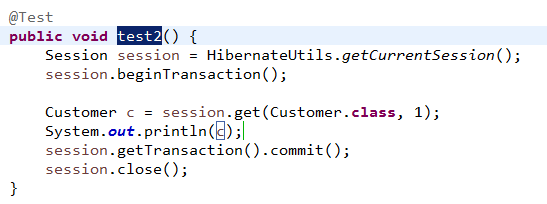 @Test
public void test2() {
    Session session = HibernateUtils.getCurrentSession();
    session.beginTransaction();
    Customer c = session.get(Customer.class, 1);
    System.out.println(c);
    session.getTransaction().commit();
    session.close();
}